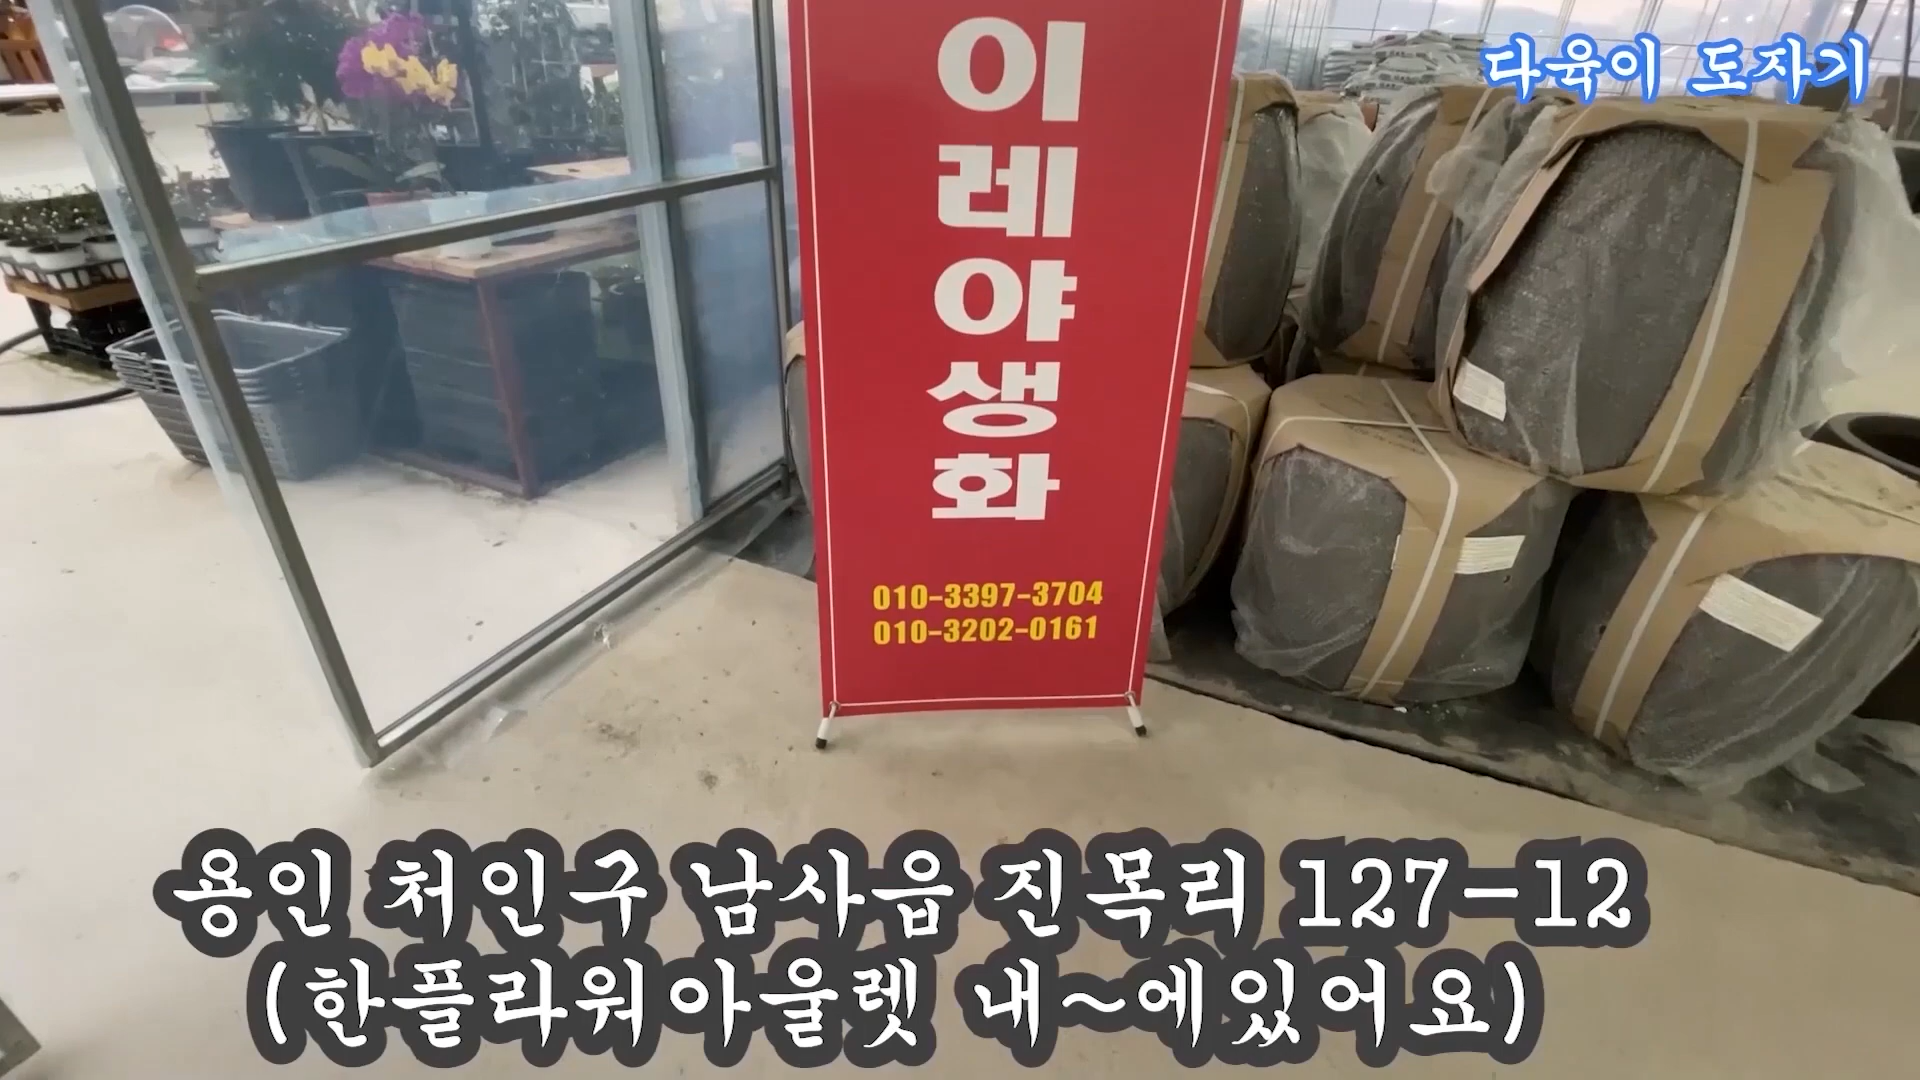 다육이 도자기
이레야생화
010-3397-3704
010-3202-0161
용인 처인구 남사읍 진목리 127-12
(한플라워아울렛 내~에있어요)